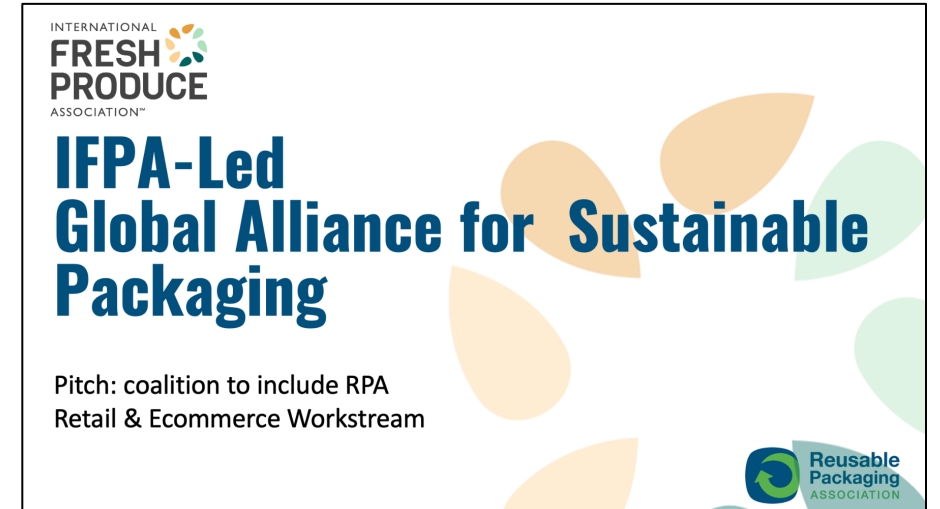 INTERNATIONAL
FRESH
PRODUCE
ASSOCIATION™
IFPA-Led
Global Alliance for  Sustainable
Packaging
Pitch: coalition to include RPA
Retail & Ecommerce Workstream
Reusable
Packaging
ASSOCIATION